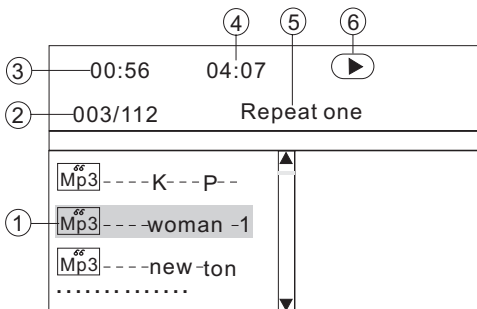 ④ ⑤ ⑥
③ 00:56 04:07
② 003/112 Repeat one
Mp3 ----K---P--
① Mp3 ----woman -1
Mp3 ----new-ton
..............